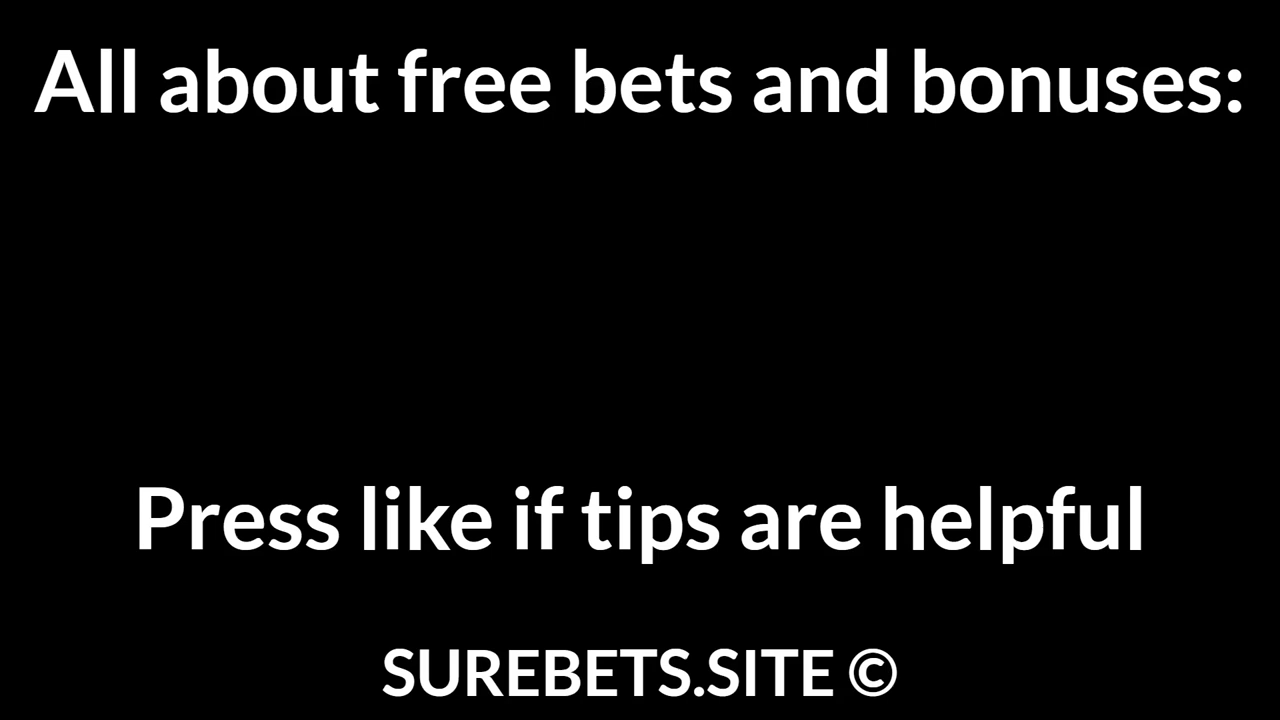 All about free bets and bonuses:
Press like if tips are helpful
SUREBETS.SITE ©